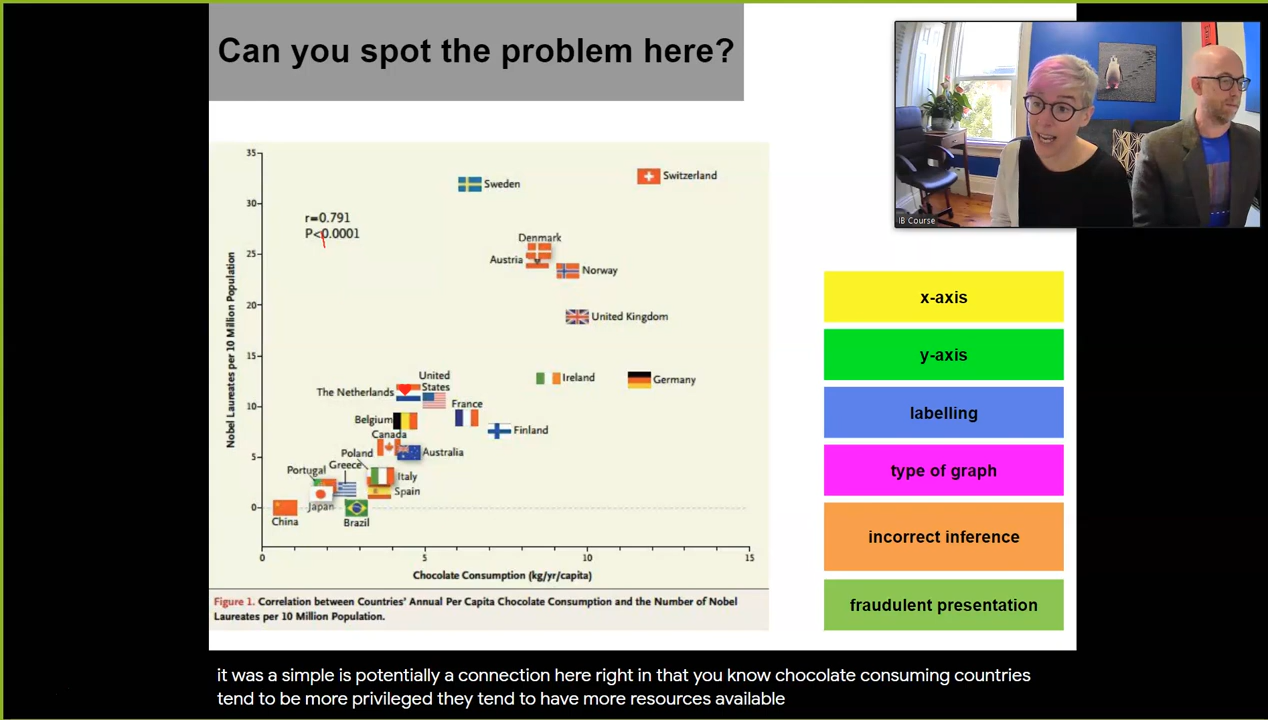 Can you spot the problem here?
IB Course
35
30
25
20
15
10
5
0
Nobel Laureates per 10 Million Population
r=0.791
P<0.0001
Sweden
Switzerland
Denmark
Austria
Norway
United Kingdom
United
States
The Netherlands
Ireland
Germany
France
Belgium
Finland
Canada
Australia
Poland
Portugal
Greece
Italy
Spain
Japan
China
Brazil
0
5
10
15
Chocolate Consumption (kg/yr/capita)
Figure 1. Correlation between Countries' Annual Per Capita Chocolate Consumption and the Number of Nobel
Laureates per 10 Million Population.
x-axis
y-axis
labelling
type of graph
incorrect inference
fraudulent presentation
it was a simple is potentially a connection here right in that you know chocolate consuming countries
tend to be more privileged they tend to have more resources available